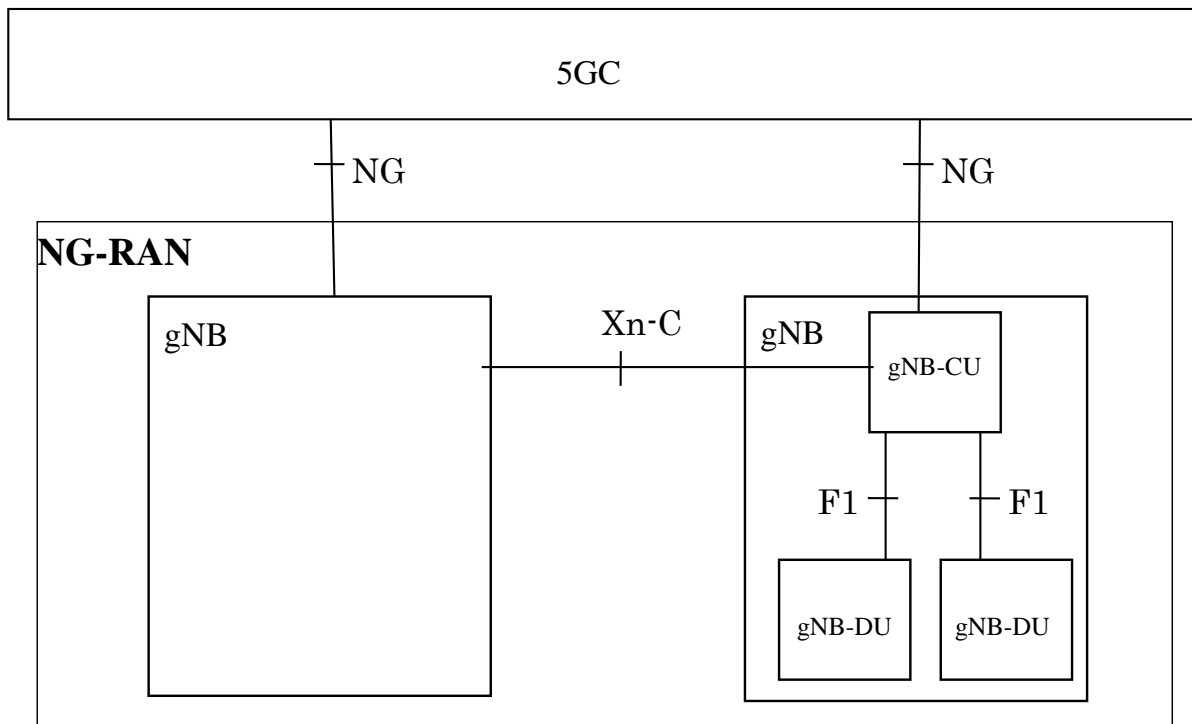 5GC
NG
NG
NG-RAN
gNB
Xn-C
gNB
gNB-CU
F1
F1
gNB-DU
gNB-DU